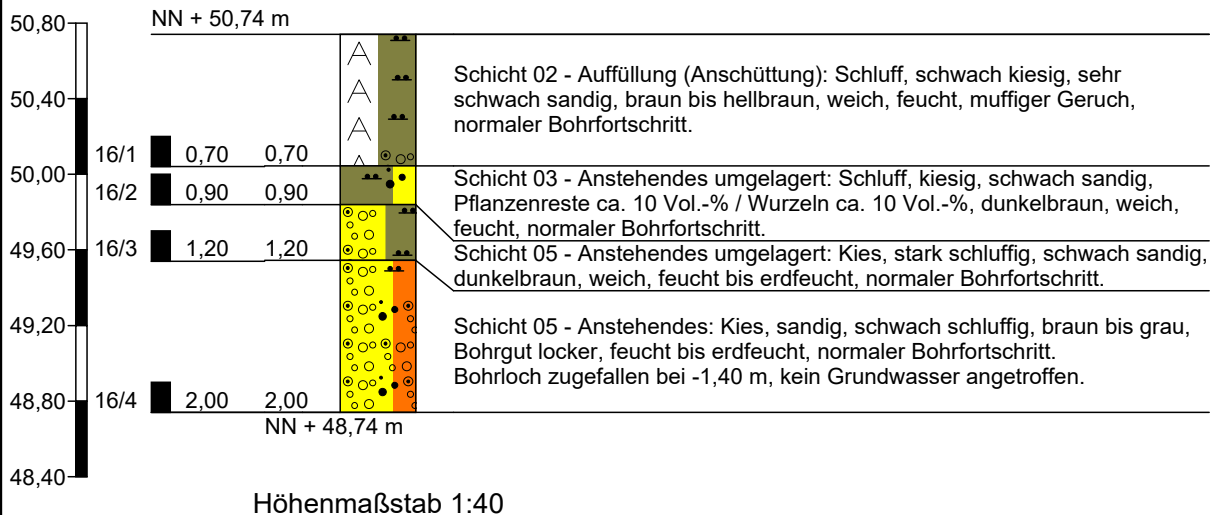 50,80
NN + 50,74 m
Schicht 02 - Auffüllung (Anschüttung): Schluff, schwach kiesig, sehr
schwach sandig, braun bis hellbraun, weich, feucht, muffiger Geruch,
normaler Bohrfortschritt.
50,40
16/1 0,70 0,70
50,00
Schicht 03 - Anstehendes umgelagert: Schluff, kiesig, schwach sandig,
Pflanzenreste ca. 10 Vol.-% / Wurzeln ca. 10 Vol.-%, dunkelbraun, weich,
feucht, normaler Bohrfortschritt.
16/2 0,90 0,90
49,60
16/3 1,20 1,20
Schicht 05 - Anstehendes umgelagert: Kies, stark schluffig, schwach sandig,
dunkelbraun, weich, feucht bis erdfeucht, normaler Bohrfortschritt.
49,20
Schicht 05 - Anstehendes: Kies, sandig, schwach schluffig, braun bis grau,
Bohrgut locker, feucht bis erdfeucht, normaler Bohrfortschritt.
Bohrloch zugefallen bei -1,40 m, kein Grundwasser angetroffen.
48,80
16/4 2,00 2,00
NN + 48,74 m
48,40
Höhenmaßstab 1:40